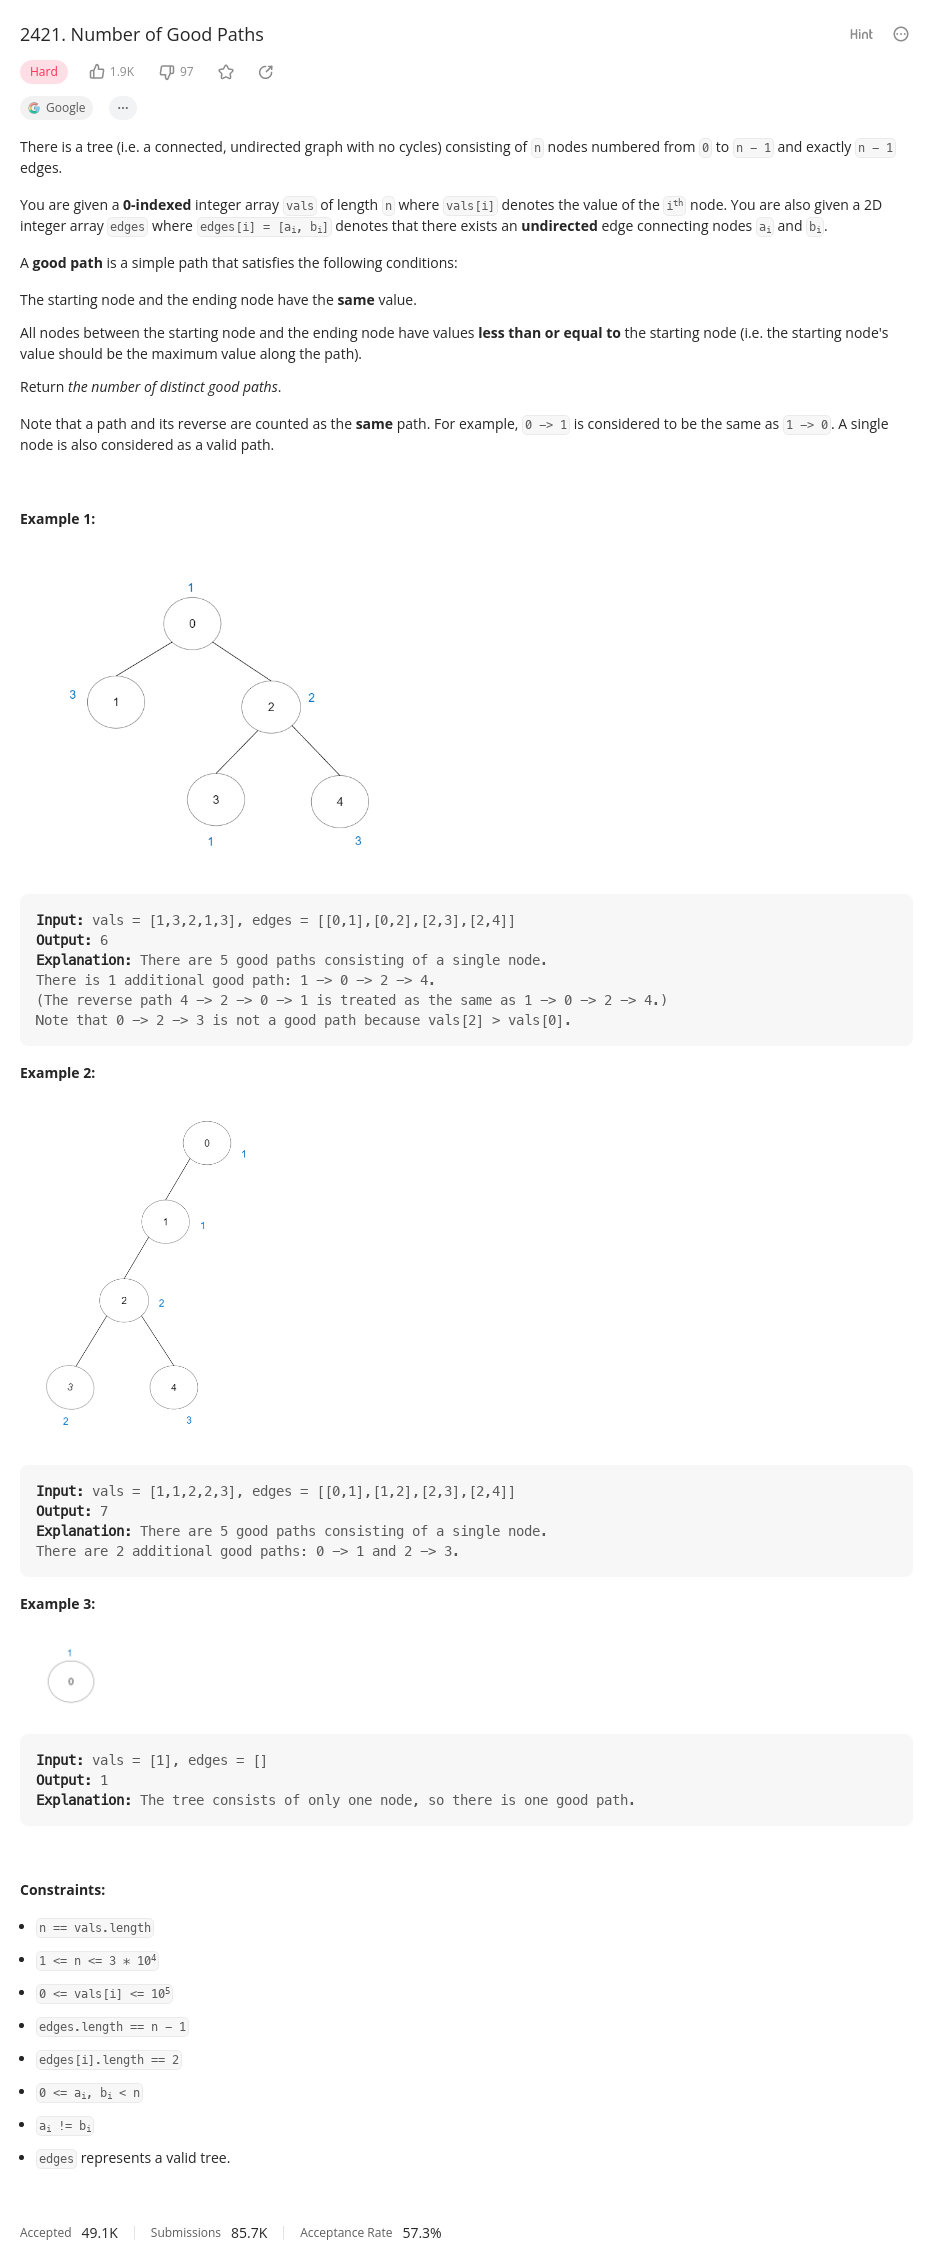 2421. Number of Good Paths
Hint
Hard 1.9K 97
Google ...
There is a tree (i.e. a connected, undirected graph with no cycles) consisting of n nodes numbered from 0 to n - 1 and exactly n - 1
edges.
You are given a 0-indexed integer array vals of length n where vals[i] denotes the value of the iᵗʰ node. You are also given a 2D
integer array edges where edges[i] = [aᵢ, bᵢ] denotes that there exists an undirected edge connecting nodes aᵢ and bᵢ.
A good path is a simple path that satisfies the following conditions:
The starting node and the ending node have the same value.
All nodes between the starting node and the ending node have values less than or equal to the starting node (i.e. the starting node's
value should be the maximum value along the path).
Return the number of distinct good paths.
Note that a path and its reverse are counted as the same path. For example, 0 -> 1 is considered to be the same as 1 -> 0. A single
node is also considered as a valid path.
Example 1:
1
0
3 1 2 2
3 4
1 3
Input: vals = [1,3,2,1,3], edges = [[0,1],[0,2],[2,3],[2,4]]
Output: 6
Explanation: There are 5 good paths consisting of a single node.
There is 1 additional good path: 1 -> 0 -> 2 -> 4.
(The reverse path 4 -> 2 -> 0 -> 1 is treated as the same as 1 -> 0 -> 2 -> 4.)
Note that 0 -> 2 -> 3 is not a good path because vals[2] > vals[0].
Example 2:
0 1
1 1
2 2
3 4
2 3
Input: vals = [1,1,2,2,3], edges = [[0,1],[1,2],[2,3],[2,4]]
Output: 7
Explanation: There are 5 good paths consisting of a single node.
There are 2 additional good paths: 0 -> 1 and 2 -> 3.
Example 3:
1
0
Input: vals = [1], edges = []
Output: 1
Explanation: The tree consists of only one node, so there is one good path.
Constraints:
n == vals.length
1 <= n <= 3 * 10⁴
0 <= vals[i] <= 10⁵
edges.length == n - 1
edges[i].length == 2
0 <= aᵢ, bᵢ < n
aᵢ != bᵢ
edges represents a valid tree.
Accepted 49.1K Submissions 85.7K Acceptance Rate 57.3%